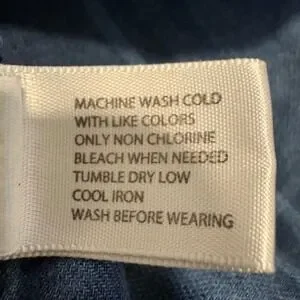 MACHINE WASH COLD
WITH LIKE COLORS
ONLY NON CHLORINE
BLEACH WHEN NEEDED
TUMBLE DRY LOW
COOL IRON
WASH BEFORE WEARING